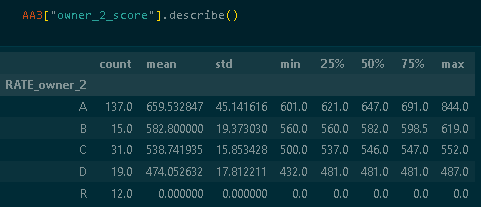 AA3["owner_2_score"].describe()
count mean std min 25% 50% 75% max
RATE_owner_2
A 137.0 659.532847 45.141616 601.0 621.0 647.0 691.0 844.0
B 15.0 582.800000 19.373030 560.0 560.0 582.0 598.5 619.0
C 31.0 538.741935 15.853428 500.0 537.0 546.0 547.0 552.0
D 19.0 474.052632 17.812211 432.0 481.0 481.0 481.0 487.0
R 12.0 0.000000 0.000000 0.0 0.0 0.0 0.0 0.0